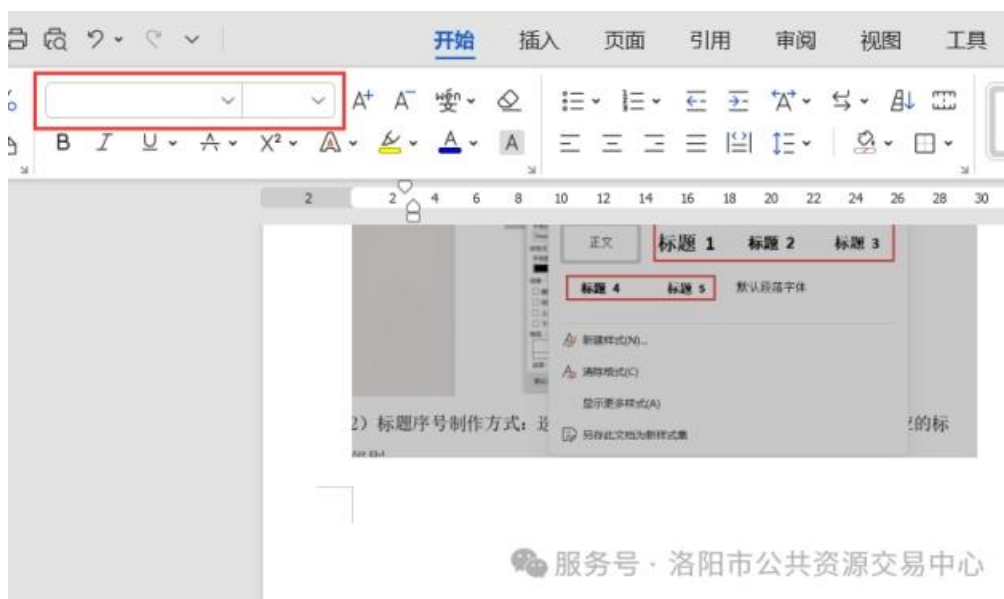 开始 插入 页面 引用 审阅 视图 工具
A+ A- wén 变 A
B I U A X² A A A
2 2 4 6 8 10 12 14 16 18 20 22 24 26 28 30
正文 标题 1 标题 2 标题 3
标题 4 标题 5 默认段落字体
新建样式(N)...
清除格式(C)
显示更多样式(A)
2）标题序号制作方式：选 应的标
另存此文档为新样式集
服务号 · 洛阳市公共资源交易中心